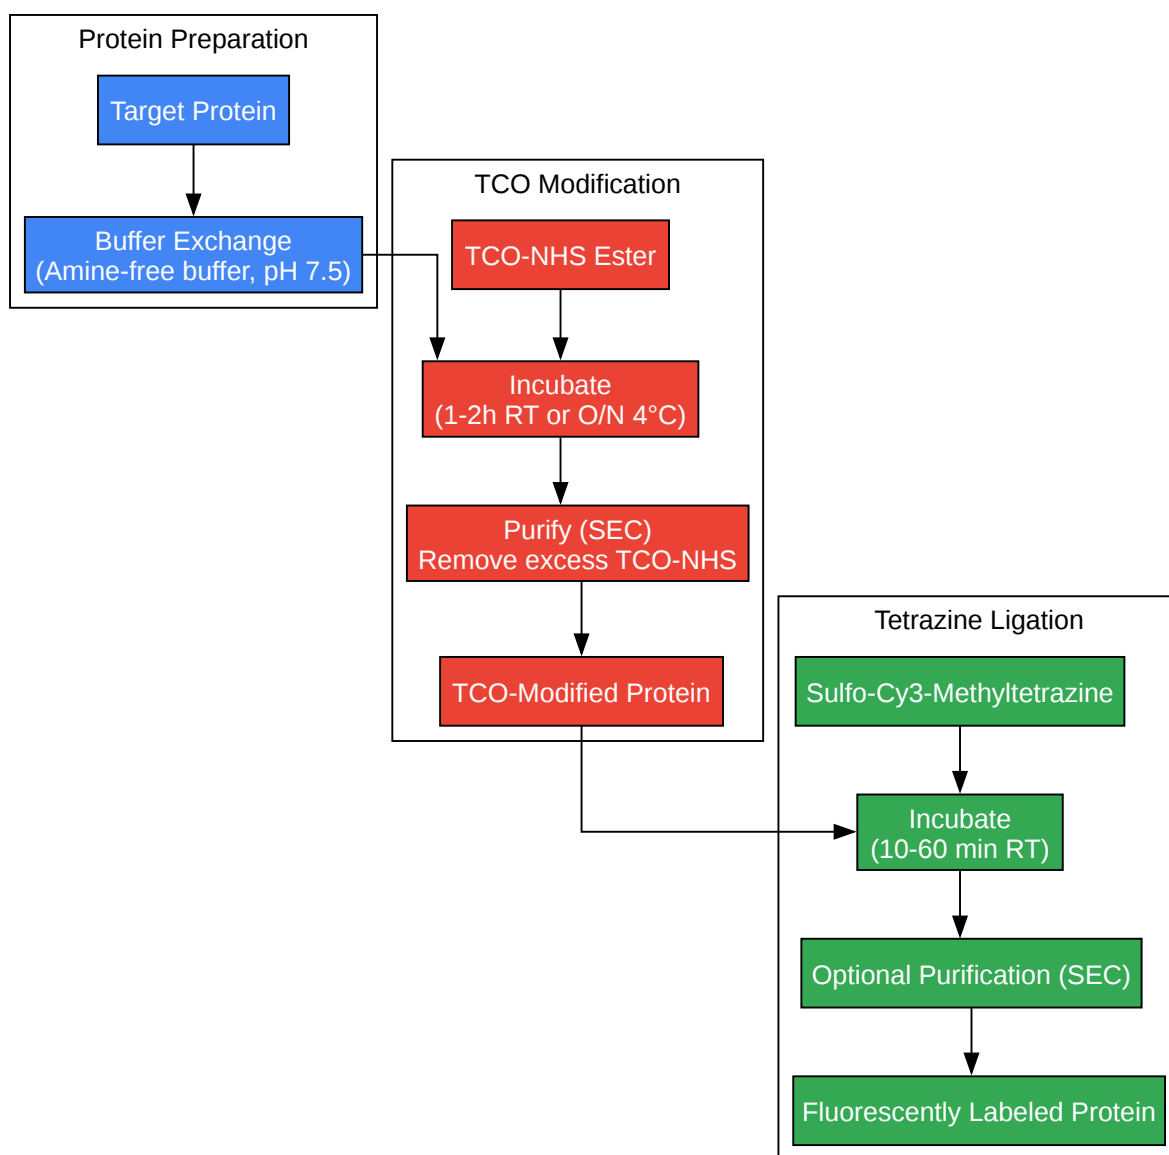 Protein Preparation
Target Protein
Buffer Exchange
(Amine-free buffer, pH 7.5)
TCO Modification
TCO-NHS Ester
Incubate
(1-2h RT or O/N 4°C)
Purify (SEC)
Remove excess TCO-NHS
TCO-Modified Protein
Tetrazine Ligation
Sulfo-Cy3-Methyltetrazine
Incubate
(10-60 min RT)
Optional Purification (SEC)
Fluorescently Labeled Protein